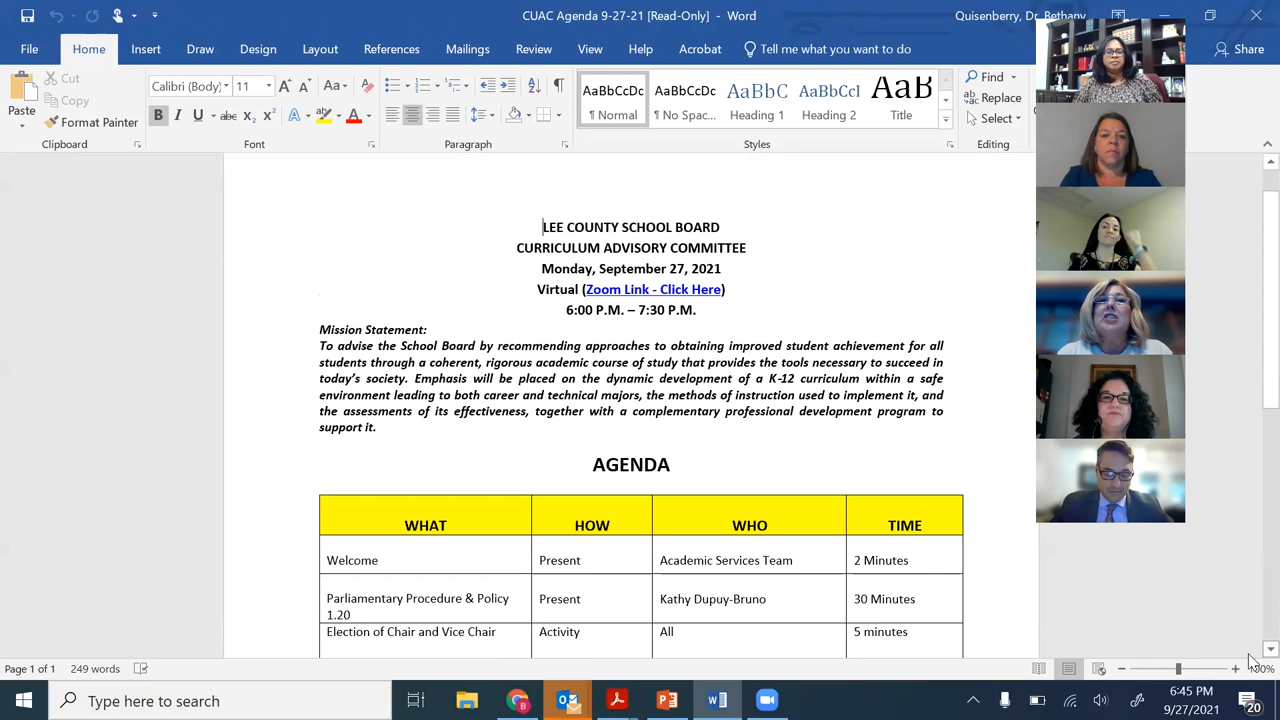 CUAC Agenda 9-27-21 [Read-Only] - Word
Quisenberry, Dr. Bethany
File Home Insert Draw Design Layout References Mailings Review View Help Acrobat Tell me what you want to do Share
Paste
Cut
Copy
Format Painter
Clipboard
Calibri (Body) 11
Font
Paragraph
AaBbCcDc AaBbCcDc AaBbC AaBbCcI AaB
¶ Normal ¶ No Spac... Heading 1 Heading 2 Title
Styles
Find
Replace
Select
Editing
LEE COUNTY SCHOOL BOARD
CURRICULUM ADVISORY COMMITTEE
Monday, September 27, 2021
Virtual (Zoom Link - Click Here)
6:00 P.M. – 7:30 P.M.
Mission Statement:
To advise the School Board by recommending approaches to obtaining improved student achievement for all
students through a coherent, rigorous academic course of study that provides the tools necessary to succeed in
today's society. Emphasis will be placed on the dynamic development of a K-12 curriculum within a safe
environment leading to both career and technical majors, the methods of instruction used to implement it, and
the assessments of its effectiveness, together with a complementary professional development program to
support it.
AGENDA
WHAT HOW WHO TIME
Welcome Present Academic Services Team 2 Minutes
Parliamentary Procedure & Policy
1.20 Present Kathy Dupuy-Bruno 30 Minutes
Election of Chair and Vice Chair Activity All 5 minutes
Page 1 of 1 249 words
Type here to search
6:45 PM
9/27/2021
20